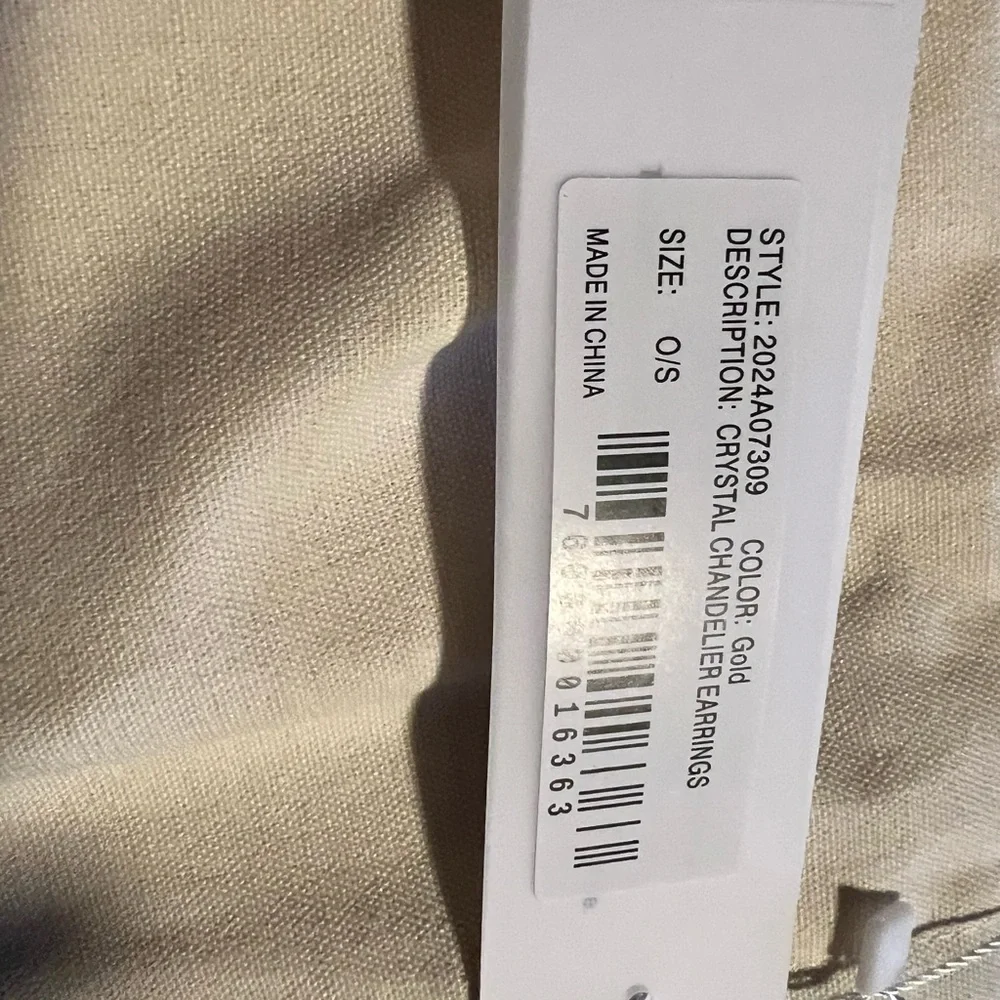 STYLE: 2024A07309 COLOR: Gold
DESCRIPTION: CRYSTAL CHANDELIER EARRINGS
SIZE: O/S
MADE IN CHINA